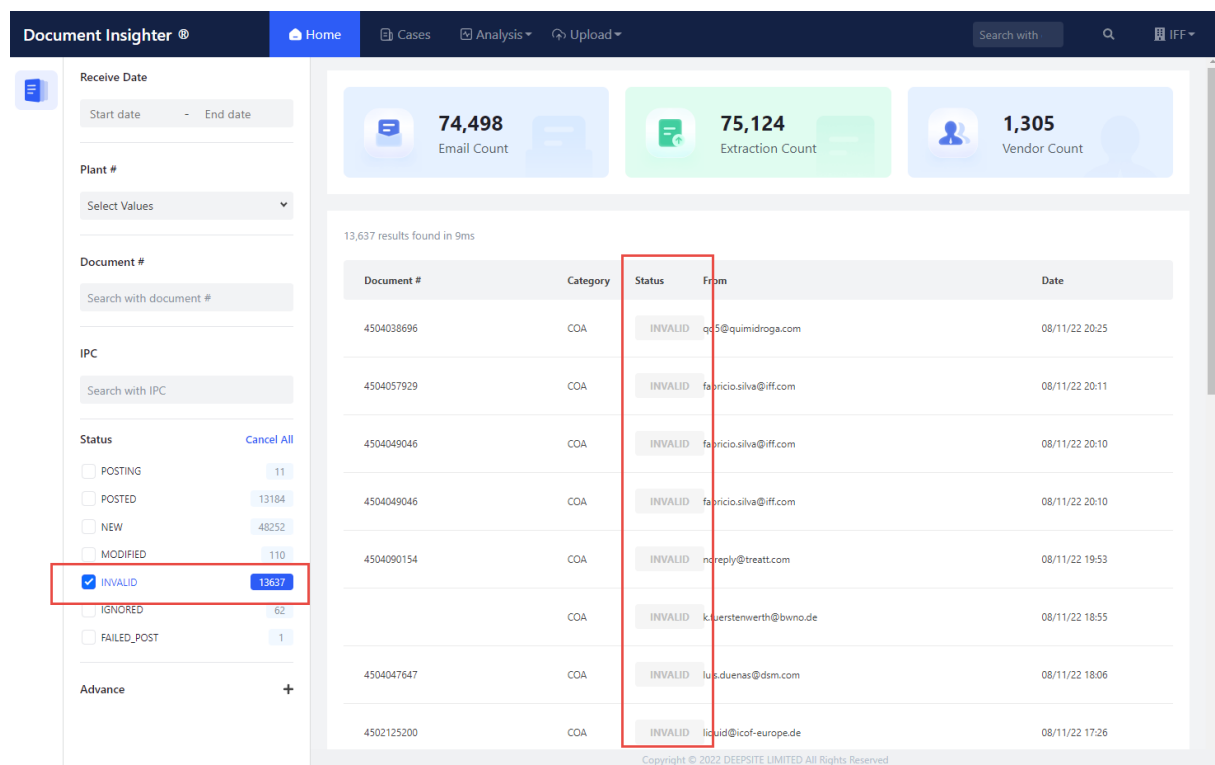 Document Insighter ®
Home
Cases
Analysis
Upload
Search with
IFF
Receive Date
Start date - End date
Plant #
Select Values
Document #
Search with document #
IPC
Search with IPC
Status Cancel All
POSTING 11
POSTED 13184
NEW 48252
MODIFIED 110
INVALID 13637
IGNORED 62
FAILED_POST 1
Advance +
74,498
Email Count
75,124
Extraction Count
1,305
Vendor Count
13,637 results found in 9ms
Document # Category Status From Date
4504038696 COA INVALID 08/11/22 20:25
4504057929 COA INVALID fabricio.silva@iff.com 08/11/22 20:11
4504049046 COA INVALID fabricio.silva@iff.com 08/11/22 20:10
4504049046 COA INVALID fabricio.silva@iff.com 08/11/22 20:10
4504090154 COA INVALID noreply@treatt.com 08/11/22 19:53
COA INVALID k.fuerstenwerth@bwno.de 08/11/22 18:55
4504047647 COA INVALID luis.duenas@dsm.com 08/11/22 18:06
4502125200 COA INVALID liquid@icof-europe.de 08/11/22 17:26
Copyright © 2022 DEEPSITE LIMITED All Rights Reserved